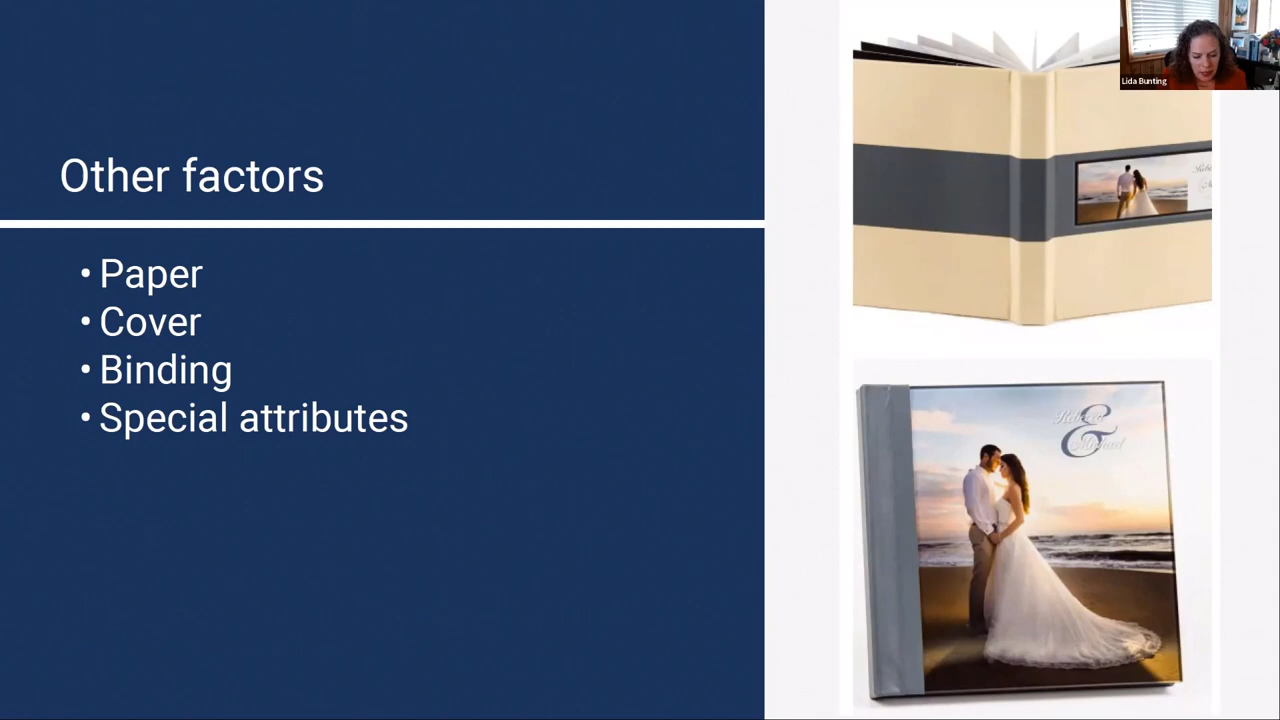 Other factors
• Paper
• Cover
• Binding
• Special attributes
Lida Bunting
&